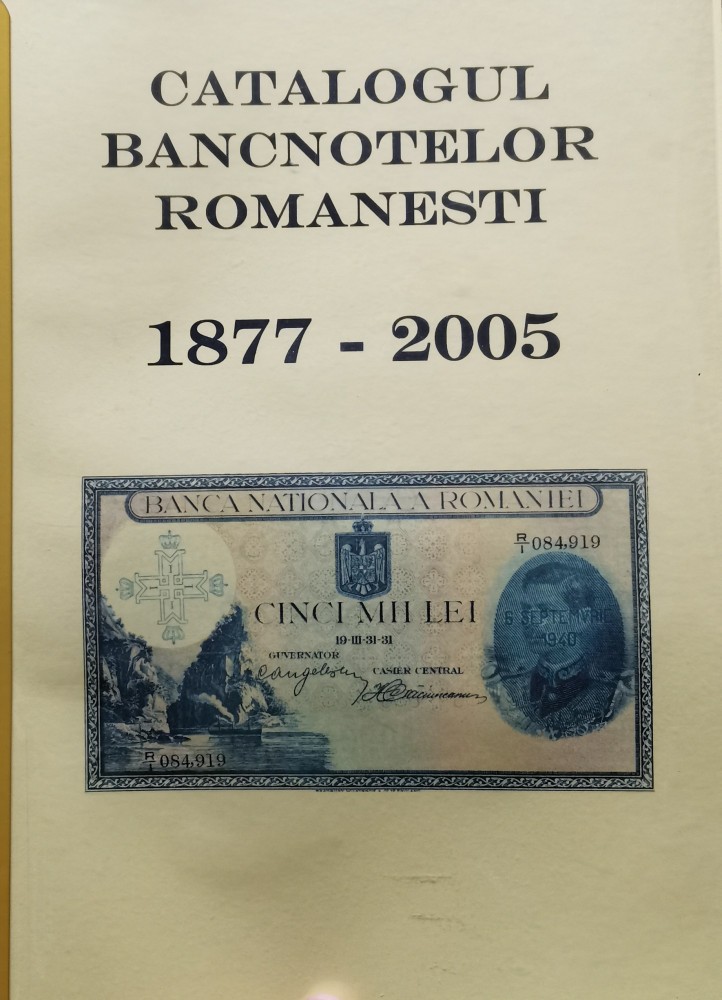 CATALOGUL
BANCNOTELOR
ROMANESTI
1877 - 2005
BANCA NATIONALA A ROMANIEI
R/1 084,919
CINCI MII LEI
6 SEPTEMVRIE
1940
19-III-31-31
GUVERNATOR
CASIER CENTRAL
R/1 084,919